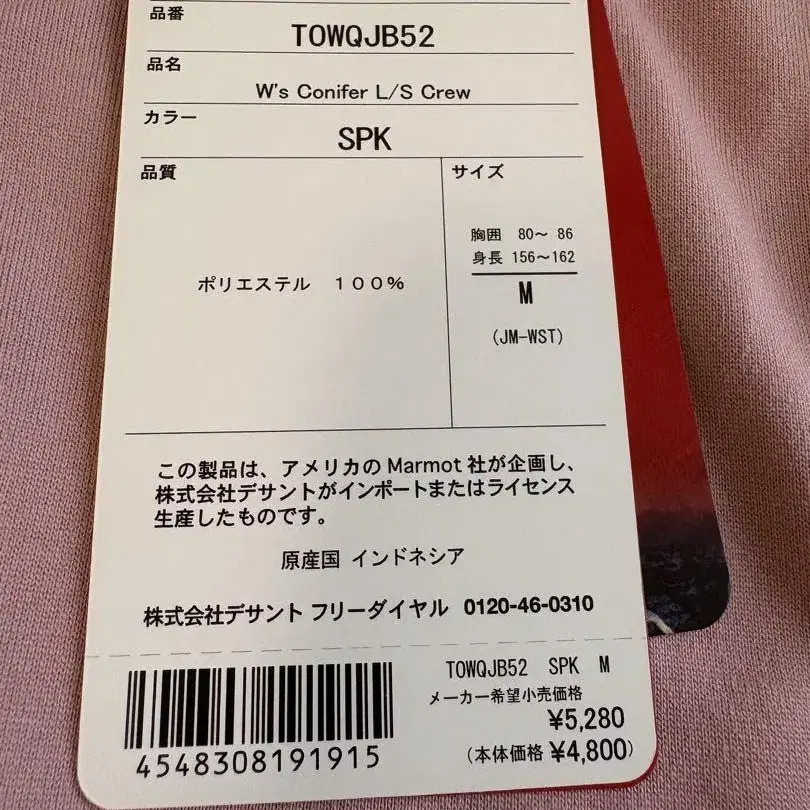 品番
TOWQJB52
品名
W's Conifer L/S Crew
カラー
SPK
品質
ポリエステル　１００％
サイズ
胸囲　80～ 86
身長 156～162
M
(JM-WST)
この製品は、アメリカの Marmot 社が企画し、
株式会社デサントがインポートまたはライセンス
生産したものです。
原産国 インドネシア
株式会社デサント フリーダイヤル 0120-46-0310
TOWQJB52 SPK M
メーカー希望小売価格
¥5,280
(本体価格 ¥4,800)
4548308191915